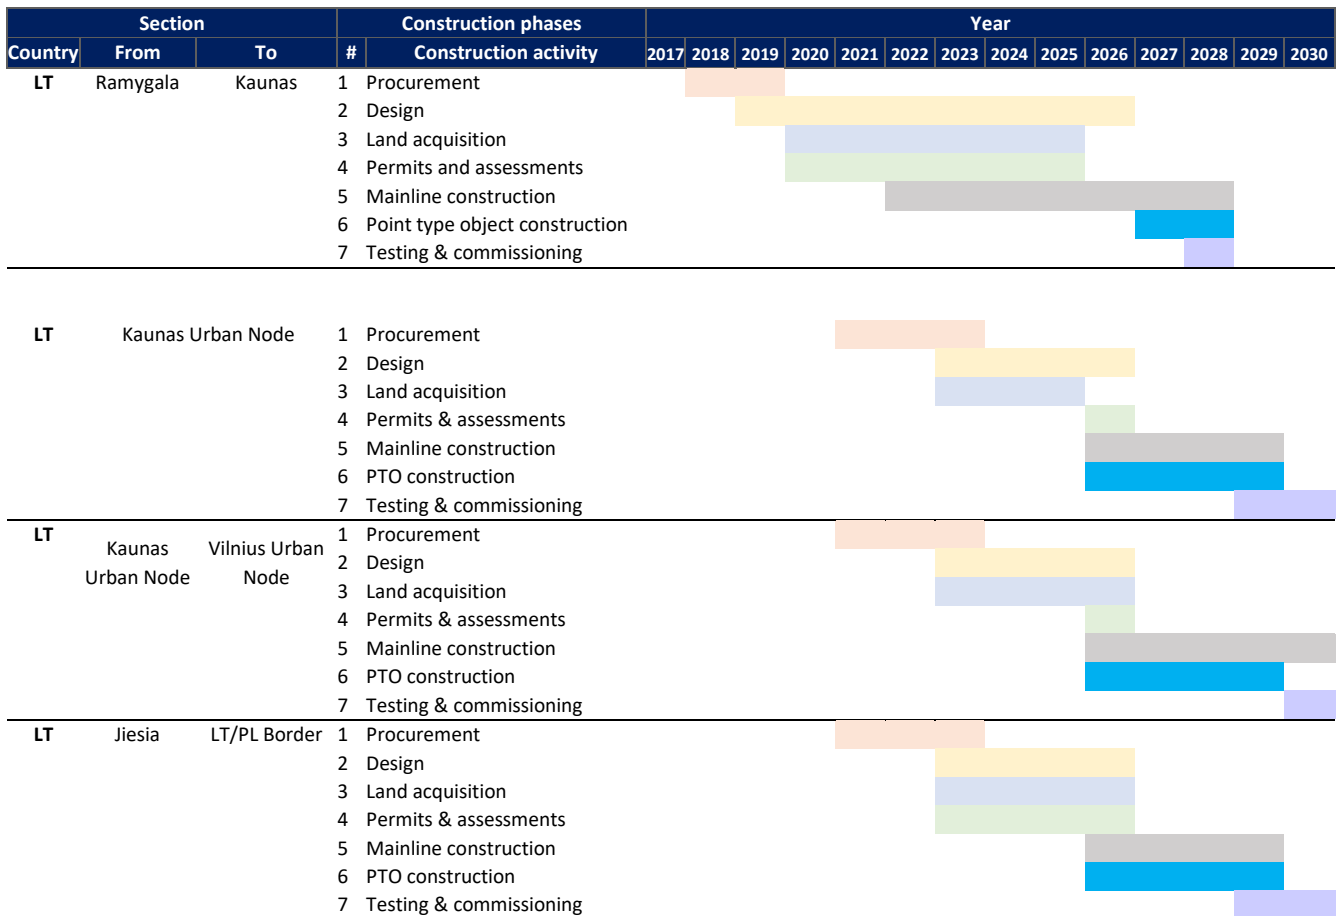 Section Construction phases Year
Country From To # Construction activity 2017 2018 2019 2020 2021 2022 2023 2024 2025 2026 2027 2028 2029 2030
LT Ramygala Kaunas 1 Procurement
2 Design
3 Land acquisition
4 Permits and assessments
5 Mainline construction
6 Point type object construction
7 Testing & commissioning
LT Kaunas Urban Node 1 Procurement
2 Design
3 Land acquisition
4 Permits & assessments
5 Mainline construction
6 PTO construction
7 Testing & commissioning
LT Kaunas Urban Node Vilnius Urban Node 1 Procurement
2 Design
3 Land acquisition
4 Permits & assessments
5 Mainline construction
6 PTO construction
7 Testing & commissioning
LT Jiesia LT/PL Border 1 Procurement
2 Design
3 Land acquisition
4 Permits & assessments
5 Mainline construction
6 PTO construction
7 Testing & commissioning